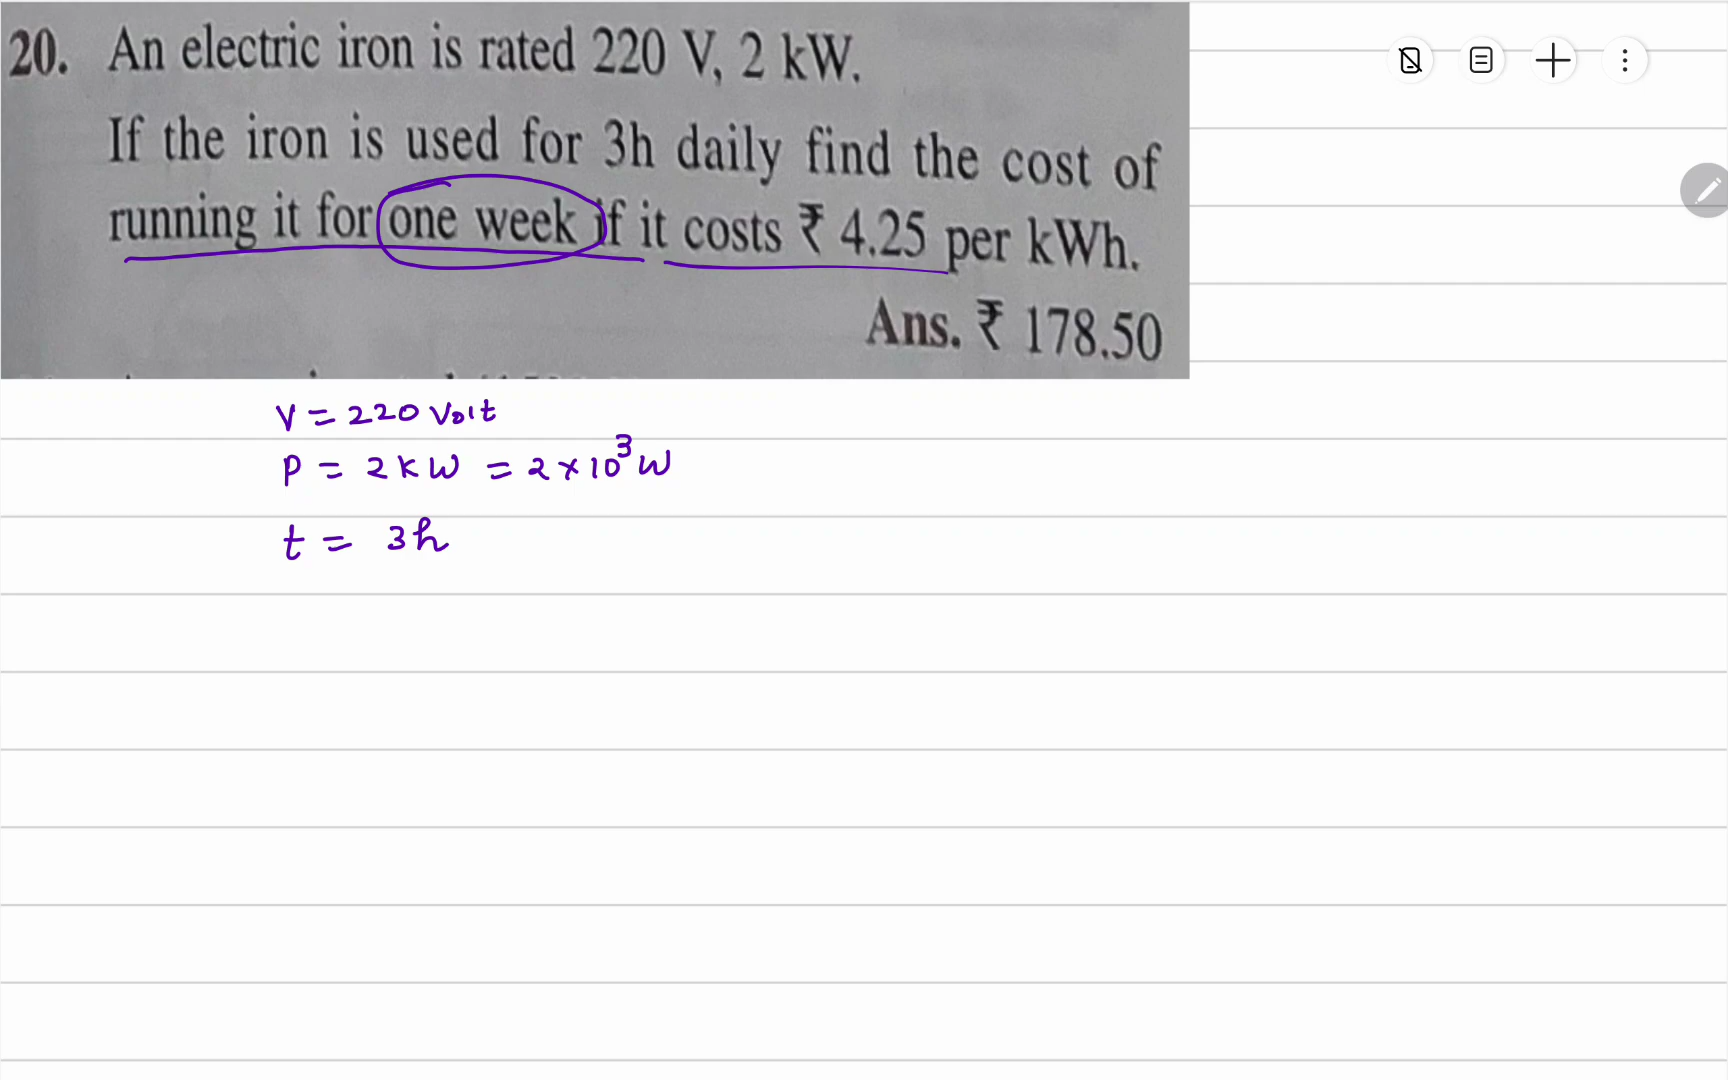 20. An electric iron is rated 220 V, 2 kW.
If the iron is used for 3h daily find the cost of
running it for one week if it costs ₹ 4.25 per kWh.
Ans. ₹ 178.50
V = 220 Volt
P = 2 k W = 2 × 10³ W
t = 3h